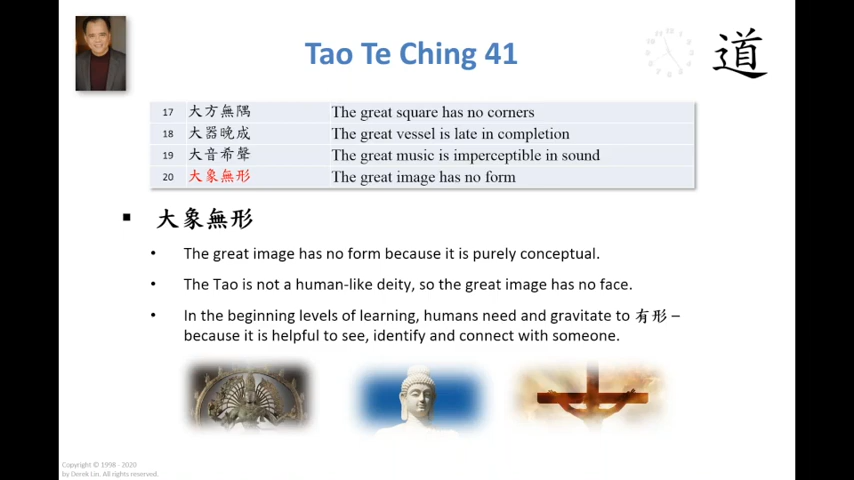 Tao Te Ching 41
道
17 大方無隅 The great square has no corners
18 大器晚成 The great vessel is late in completion
19 大音希聲 The great music is imperceptible in sound
20 大象無形 The great image has no form
▪ 大象無形
• The great image has no form because it is purely conceptual.
• The Tao is not a human-like deity, so the great image has no face.
• In the beginning levels of learning, humans need and gravitate to 有形 –
because it is helpful to see, identify and connect with someone.
Copyright © 1998 - 2020
by Derek Lin. All rights reserved.